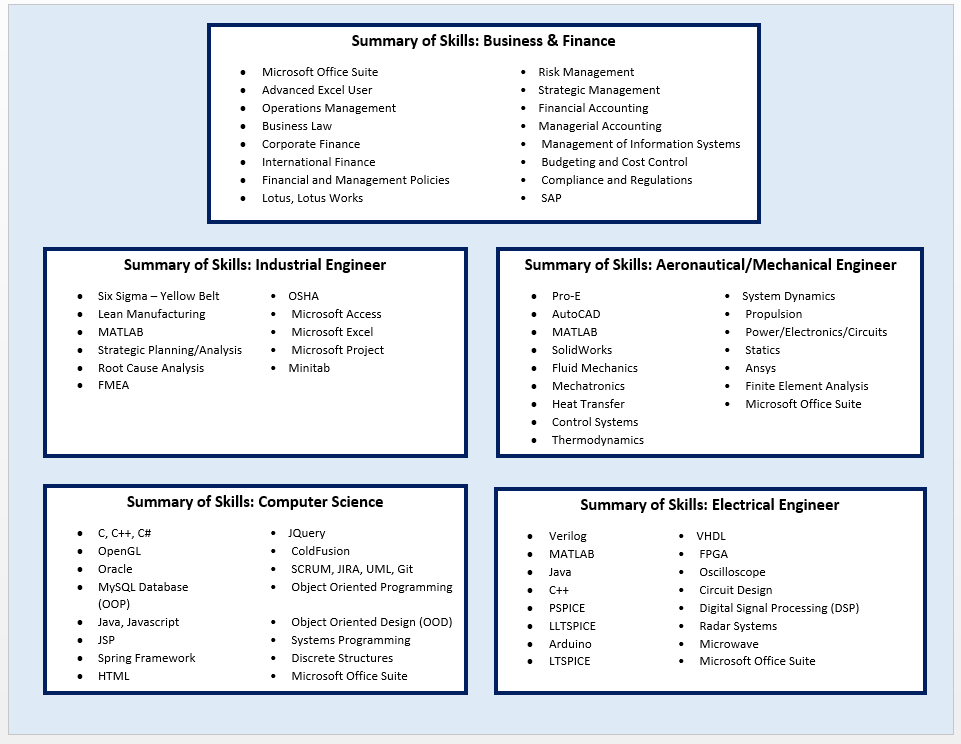 Summary of Skills: Business & Finance
• Microsoft Office Suite
• Advanced Excel User
• Operations Management
• Business Law
• Corporate Finance
• International Finance
• Financial and Management Policies
• Lotus, Lotus Works
• Risk Management
• Strategic Management
• Financial Accounting
• Managerial Accounting
• Management of Information Systems
• Budgeting and Cost Control
• Compliance and Regulations
• SAP
Summary of Skills: Industrial Engineer
• Six Sigma – Yellow Belt
• Lean Manufacturing
• MATLAB
• Strategic Planning/Analysis
• Root Cause Analysis
• FMEA
• OSHA
• Microsoft Access
• Microsoft Excel
• Microsoft Project
• Minitab
Summary of Skills: Aeronautical/Mechanical Engineer
• Pro-E
• AutoCAD
• MATLAB
• SolidWorks
• Fluid Mechanics
• Mechatronics
• Heat Transfer
• Control Systems
• Thermodynamics
• System Dynamics
• Propulsion
• Power/Electronics/Circuits
• Statics
• Ansys
• Finite Element Analysis
• Microsoft Office Suite
Summary of Skills: Computer Science
• C, C++, C#
• OpenGL
• Oracle
• MySQL Database
(OOP)
• Java, Javascript
• JSP
• Spring Framework
• HTML
• JQuery
• ColdFusion
• SCRUM, JIRA, UML, Git
• Object Oriented Programming
• Object Oriented Design (OOD)
• Systems Programming
• Discrete Structures
• Microsoft Office Suite
Summary of Skills: Electrical Engineer
• Verilog
• MATLAB
• Java
• C++
• PSPICE
• LLTSPICE
• Arduino
• LTSPICE
• VHDL
• FPGA
• Oscilloscope
• Circuit Design
• Digital Signal Processing (DSP)
• Radar Systems
• Microwave
• Microsoft Office Suite